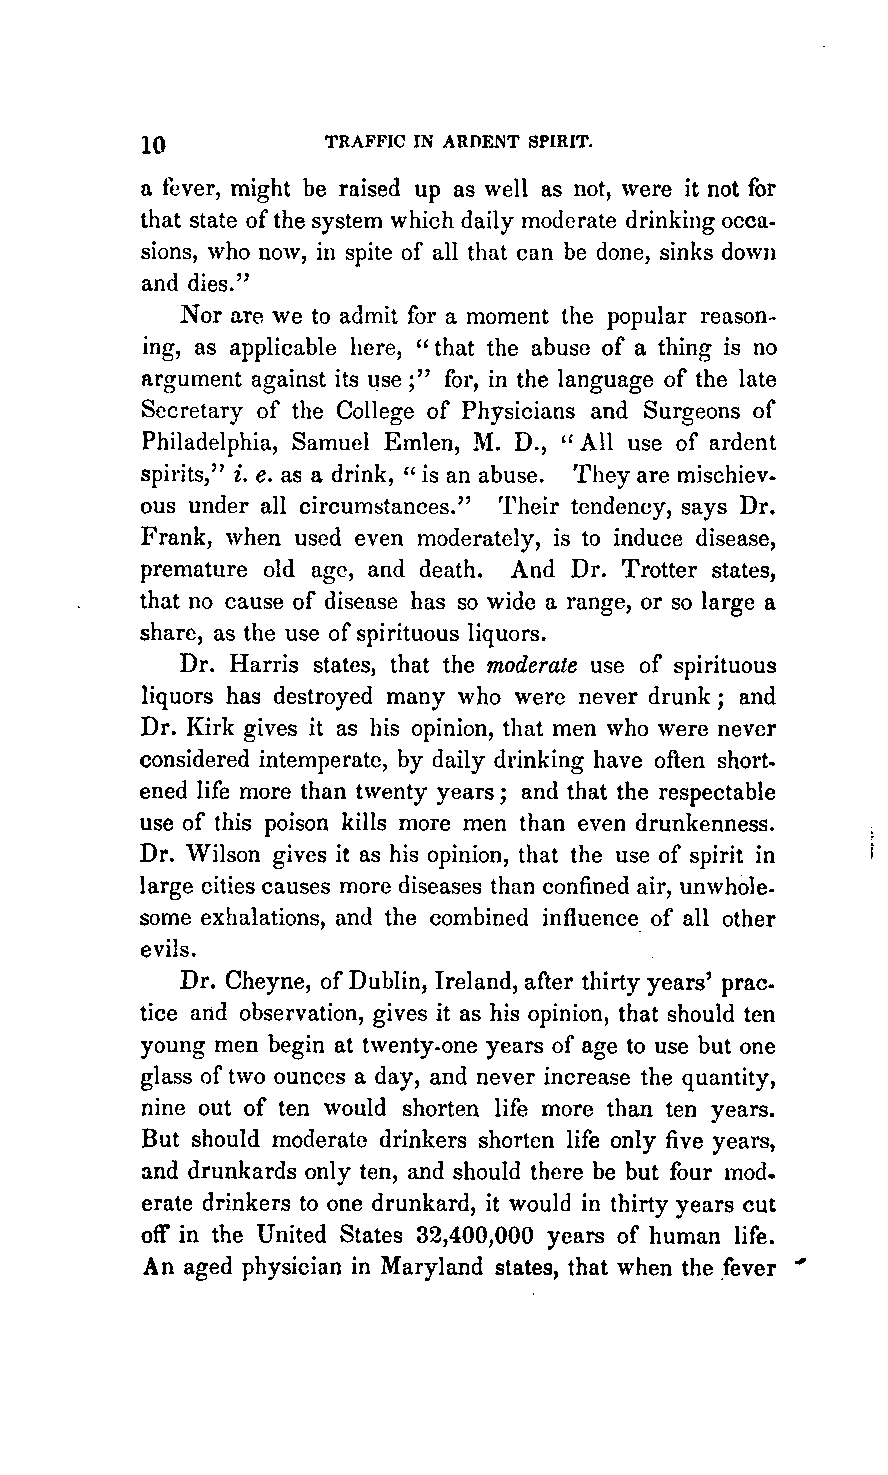 10 TRAFFIC IN ARDENT SPIRIT.
a fever, might be raised up as well as not, were it not for
that state of the system which daily moderate drinking occa-
sions, who now, in spite of all that can be done, sinks down
and dies."
Nor are we to admit for a moment the popular reason-
ing, as applicable here, "that the abuse of a thing is no
argument against its use;" for, in the language of the late
Secretary of the College of Physicians and Surgeons of
Philadelphia, Samuel Emlen, M. D., "All use of ardent
spirits," i. e. as a drink, "is an abuse. They are mischiev-
ous under all circumstances." Their tendency, says Dr.
Frank, when used even moderately, is to induce disease,
premature old age, and death. And Dr. Trotter states,
that no cause of disease has so wide a range, or so large a
share, as the use of spirituous liquors.
Dr. Harris states, that the moderate use of spirituous
liquors has destroyed many who were never drunk; and
Dr. Kirk gives it as his opinion, that men who were never
considered intemperate, by daily drinking have often short-
ened life more than twenty years; and that the respectable
use of this poison kills more men than even drunkenness.
Dr. Wilson gives it as his opinion, that the use of spirit in
large cities causes more diseases than confined air, unwhole-
some exhalations, and the combined influence of all other
evils.
Dr. Cheyne, of Dublin, Ireland, after thirty years' prac-
tice and observation, gives it as his opinion, that should ten
young men begin at twenty-one years of age to use but one
glass of two ounces a day, and never increase the quantity,
nine out of ten would shorten life more than ten years.
But should moderate drinkers shorten life only five years,
and drunkards only ten, and should there be but four mod-
erate drinkers to one drunkard, it would in thirty years cut
off in the United States 32,400,000 years of human life.
An aged physician in Maryland states, that when the fever